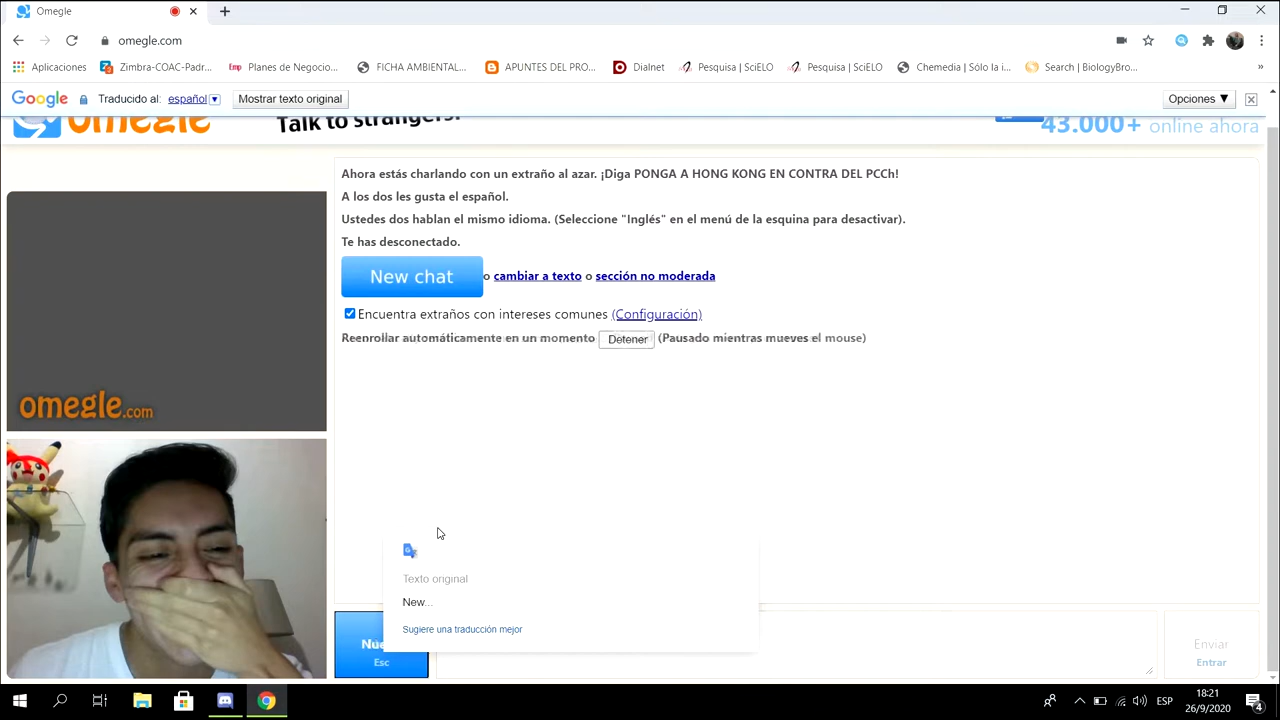 Omegle
omegle.com
Aplicaciones
Zimbra-COAC-Padr...
Emp Planes de Negocio...
FICHA AMBIENTAL...
APUNTES DEL PRO...
Dialnet
Pesquisa | SciELO
Pesquisa | SciELO
Chemedia | ¡Sólo la i...
Search | BiologyBro...
»
Google
Traducido al: español
Mostrar texto original
Opciones ▼
omegle
Talk to strangers!
43.000+ online ahora
Ahora estás charlando con un extraño al azar. ¡Diga PONGA A HONG KONG EN CONTRA DEL PCCh!
A los dos les gusta el español.
Ustedes dos hablan el mismo idioma. (Seleccione "Inglés" en el menú de la esquina para desactivar).
Te has desconectado.
New chat o cambiar a texto o sección no moderada
Encuentra extraños con intereses comunes (Configuración)
Reenrollar automáticamente en un momento Detener (Pausado mientras mueves el mouse)
omegle.com
Texto original
New...
Sugiere una traducción mejor
Esc
Enviar
Entrar
ESP
18:21
26/9/2020
4